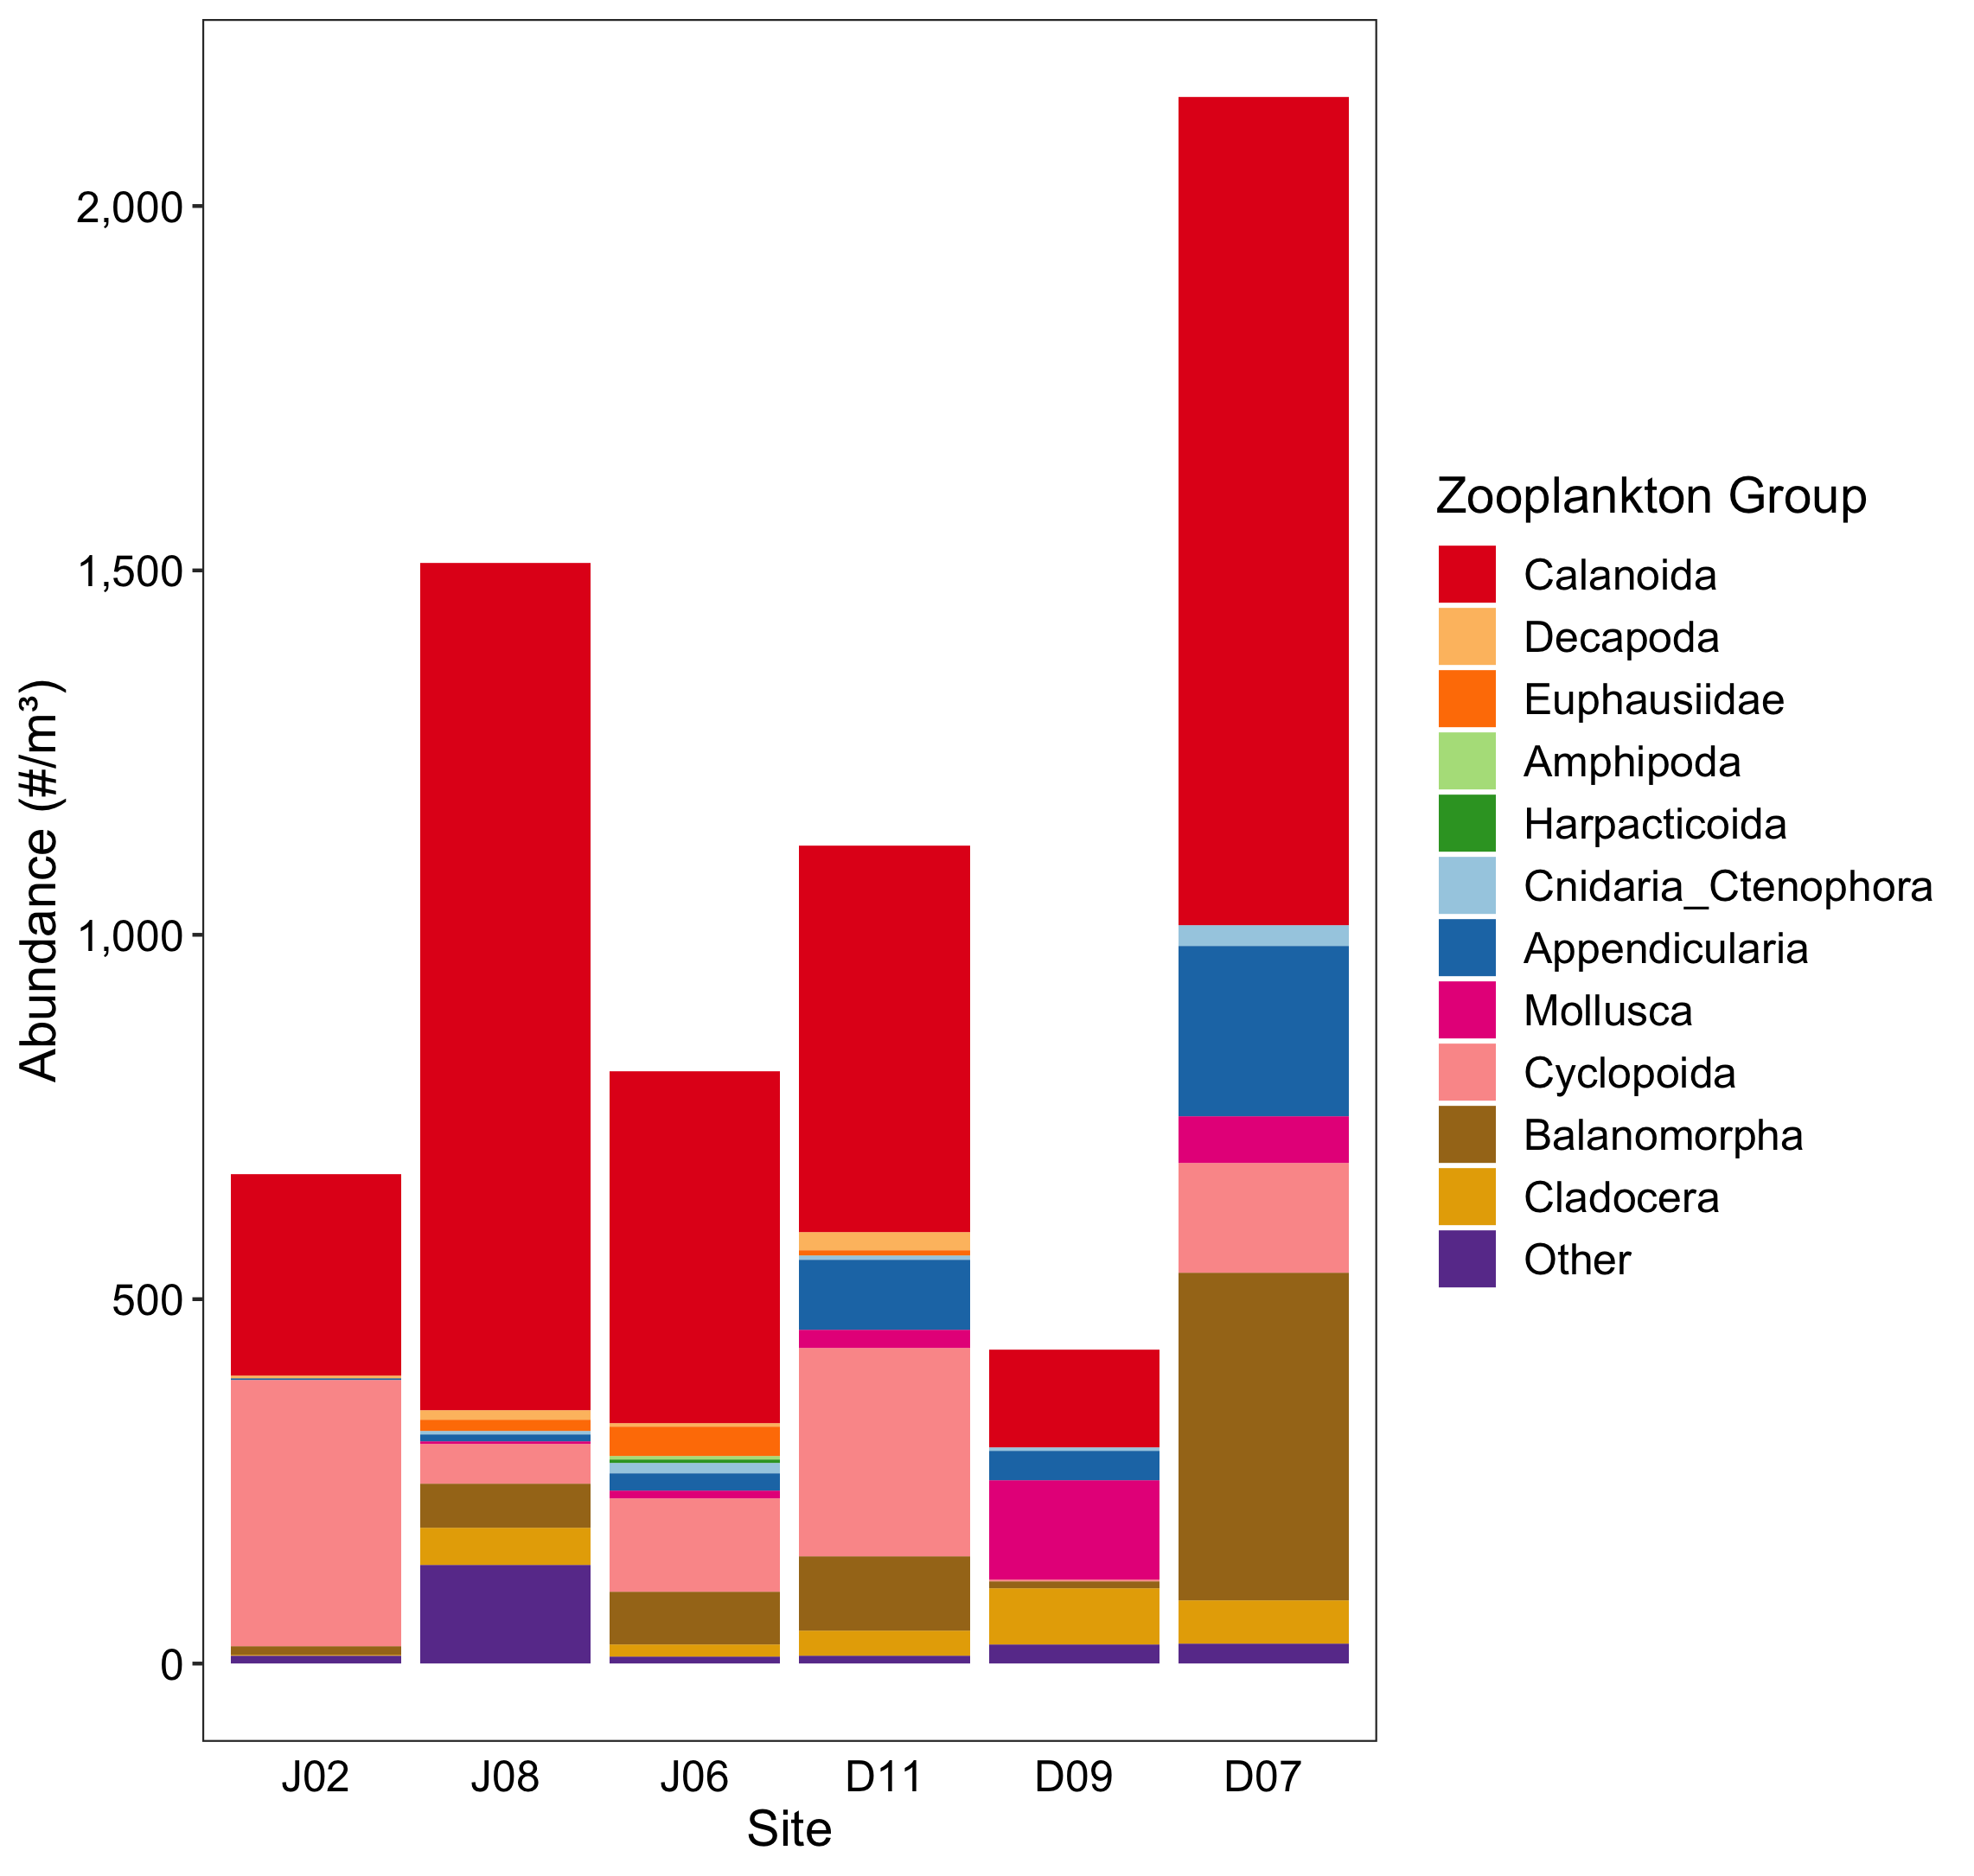 Abundance (#/m³)
2,000
1,500
1,000
500
0
J02 J08 J06 D11 D09 D07
Site
Zooplankton Group
Calanoida
Decapoda
Euphausiidae
Amphipoda
Harpacticoida
Cnidaria_Ctenophora
Appendicularia
Mollusca
Cyclopoida
Balanomorpha
Cladocera
Other